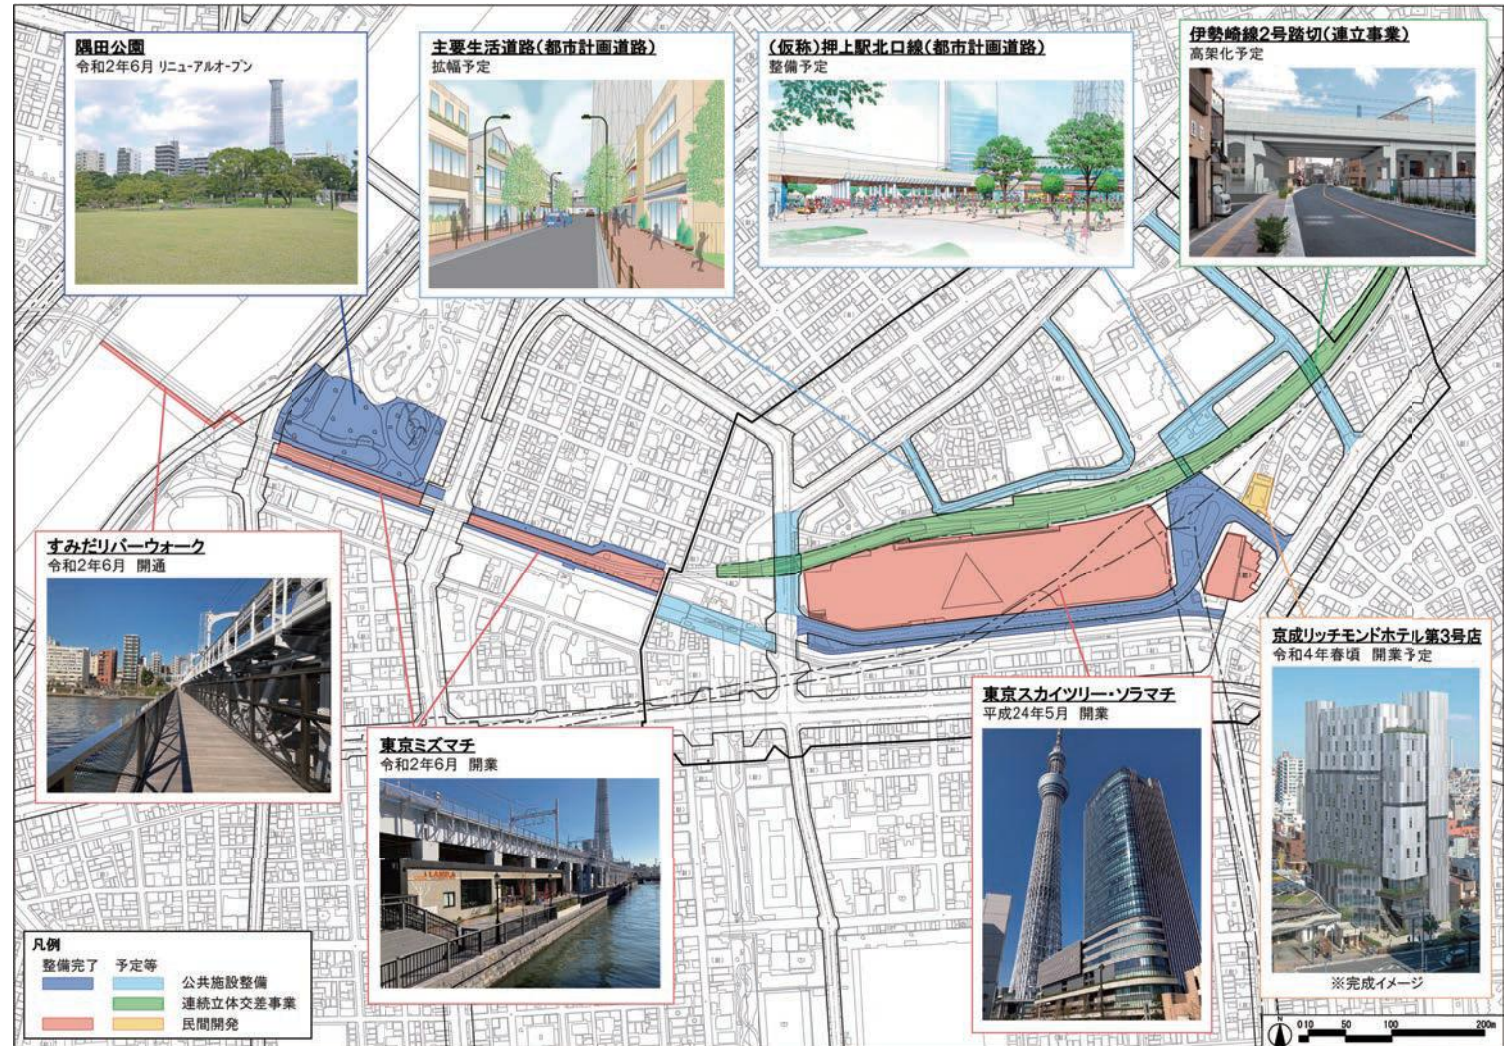 隅田公園
令和2年6月 リニューアルオープン
主要生活道路(都市計画道路)
拡幅予定
(仮称)押上駅北口線(都市計画道路)
整備予定
伊勢崎線2号踏切(連立事業)
高架化予定
すみだリバーウォーク
令和2年6月 開通
東京ミズマチ
令和2年6月 開業
東京スカイツリー・ソラマチ
平成24年5月 開業
京成リッチモンドホテル第3号店
令和4年春頃 開業予定
※完成イメージ
凡例
整備完了 予定等
公共施設整備
連続立体交差事業
民間開発
N
0 10 50 100 200m